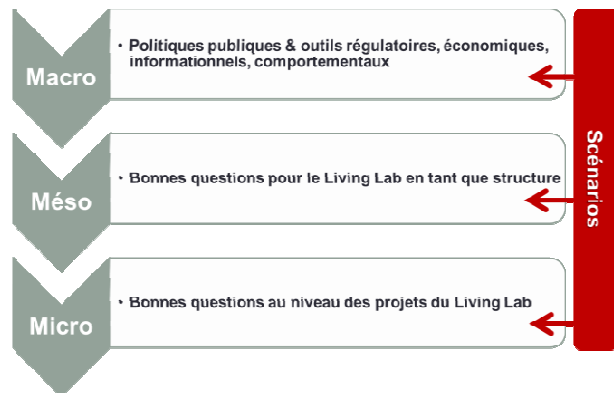 Macro
· Politiques publiques & outils régulatoires, économiques,
informationnels, comportementaux
Méso
· Bonnes questions pour le Living Lab en tant que structure
Micro
· Bonnes questions au niveau des projets du Living Lab
Scénarios